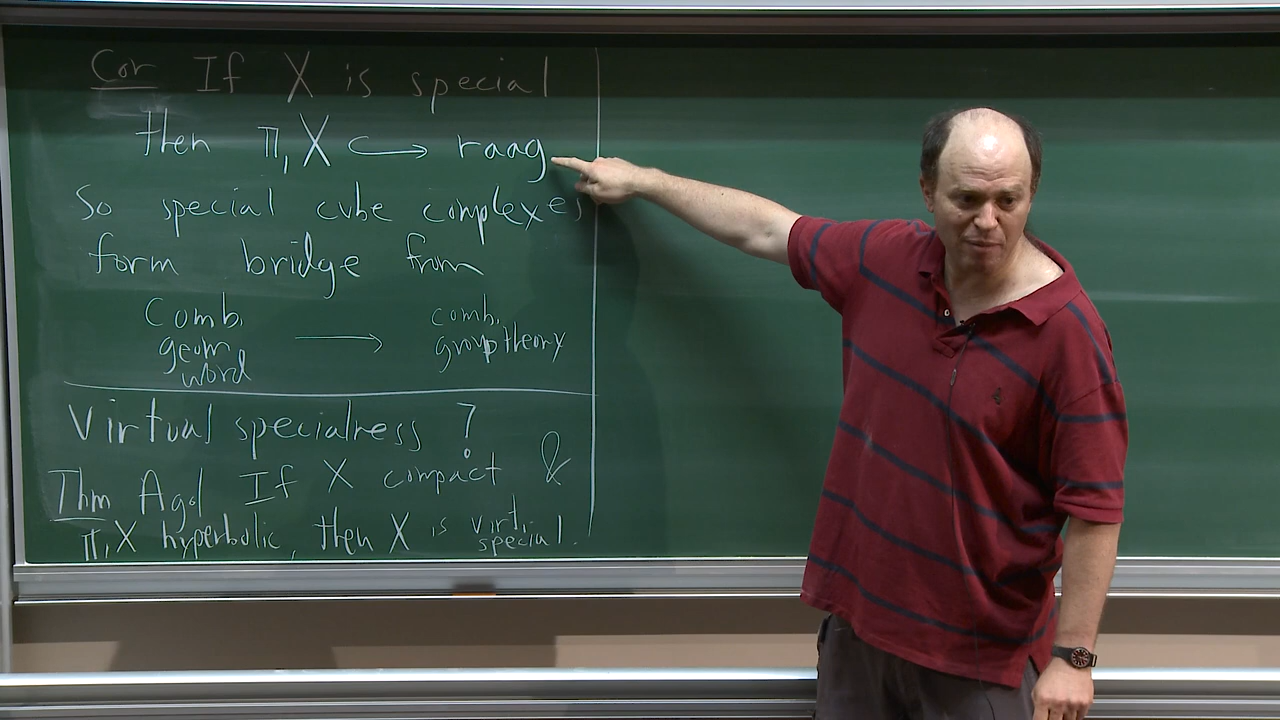 Cor If X is special
then π₁X ↪ raag
So special cube complexes
form bridge from
Comb. comb.
geom ⟶ group theory
word
Virtual specialness ?
Thm Agol If X compact &
π₁X hyperbolic, then X is virt.
special.